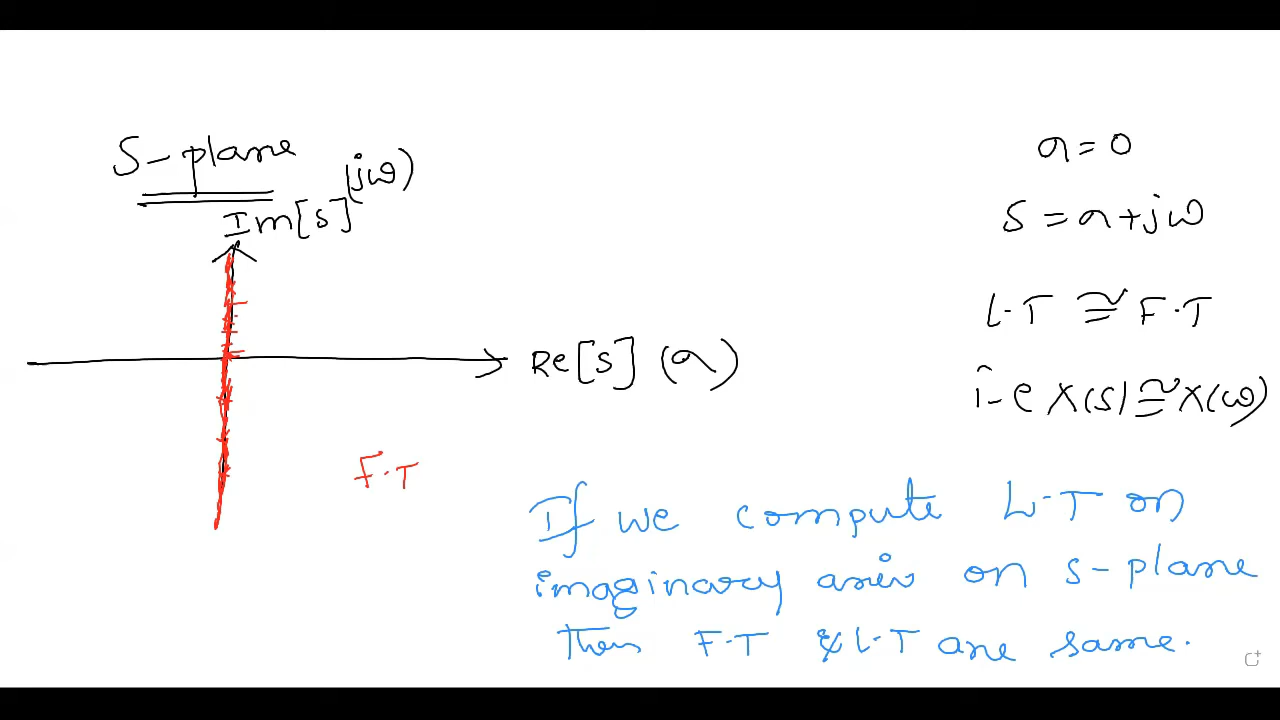 S-plane
Im[s] (jω)
Re[s] (σ)
F.T
σ = 0
S = σ+jω
L.T ≅ F.T
i-e X(s) ≅ X(ω)
If we compute L.T on
imaginary axis on s-plane
then F.T & L.T are same.